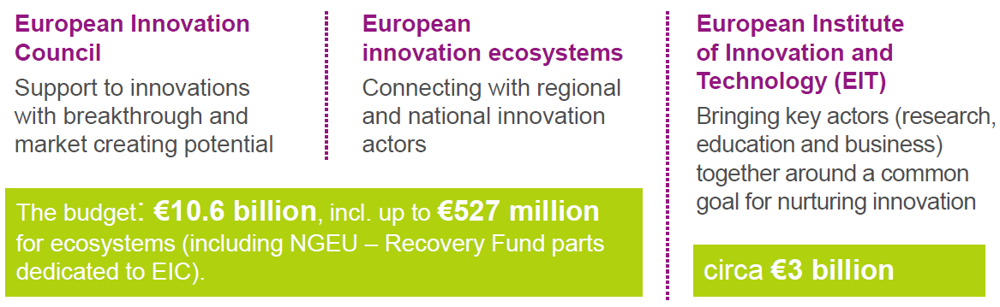 European Innovation
Council
Support to innovations
with breakthrough and
market creating potential
European
innovation ecosystems
Connecting with regional
and national innovation
actors
The budget: €10.6 billion, incl. up to €527 million
for ecosystems (including NGEU – Recovery Fund parts
dedicated to EIC).
European Institute
of Innovation and
Technology (EIT)
Bringing key actors (research,
education and business)
together around a common
goal for nurturing innovation
circa €3 billion